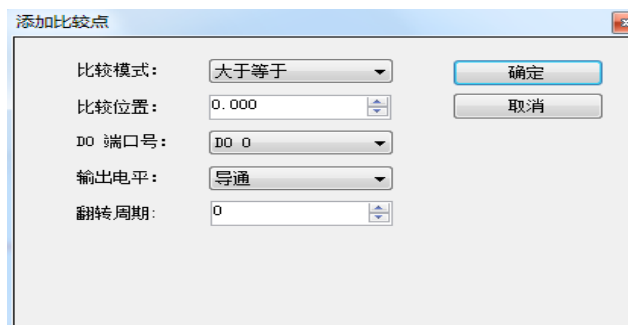 添加比较点
比较模式： 大于等于 确定
比较位置： 0.000 取消
DO 端口号： DO 0
输出电平： 导通
翻转周期: 0